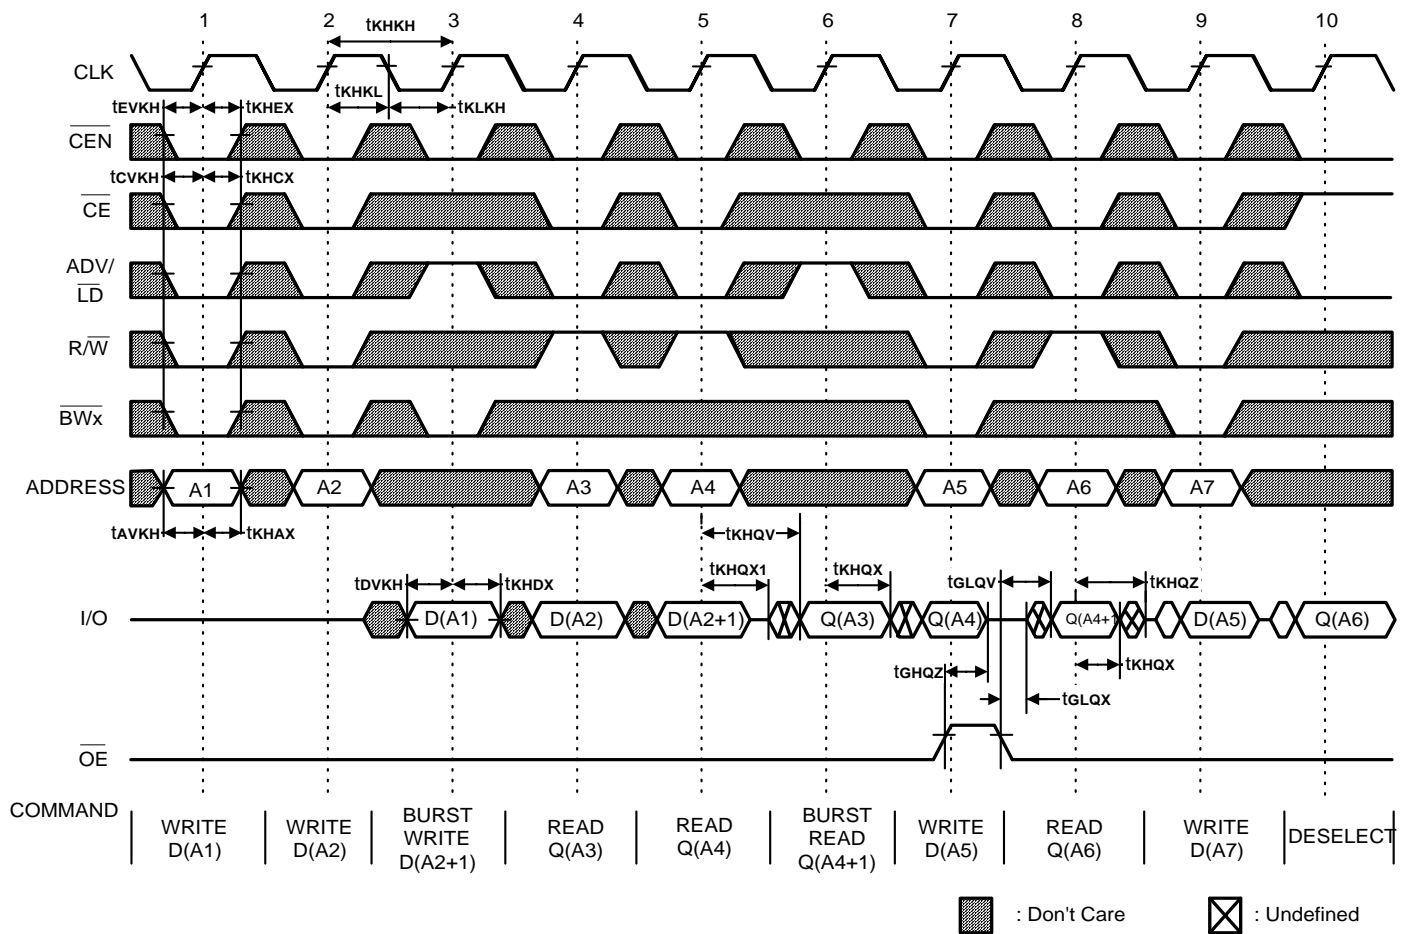 1 2 3 4 5 6 7 8 9 10
tKHKH
CLK
tKHKL tKLKH
tEVKH tKHEX
CEN
tCVKH tKHCX
CE
ADV/
LD
R/W
BWx
ADDRESS A1 A2 A3 A4 A5 A6 A7
tAVKH tKHAX tKHQV
tDVKH tKHDX tKHQX1 tKHQX tGLQV tKHQZ
I/O D(A1) D(A2) D(A2+1) Q(A3) Q(A4) Q(A4+1 D(A5) Q(A6)
tGHQZ tKHQX
tGLQX
OE
COMMAND
WRITE
D(A1)
WRITE
D(A2)
BURST
WRITE
D(A2+1)
READ
Q(A3)
READ
Q(A4)
BURST
READ
Q(A4+1)
WRITE
D(A5)
READ
Q(A6)
WRITE
D(A7)
DESELECT
: Don't Care
: Undefined